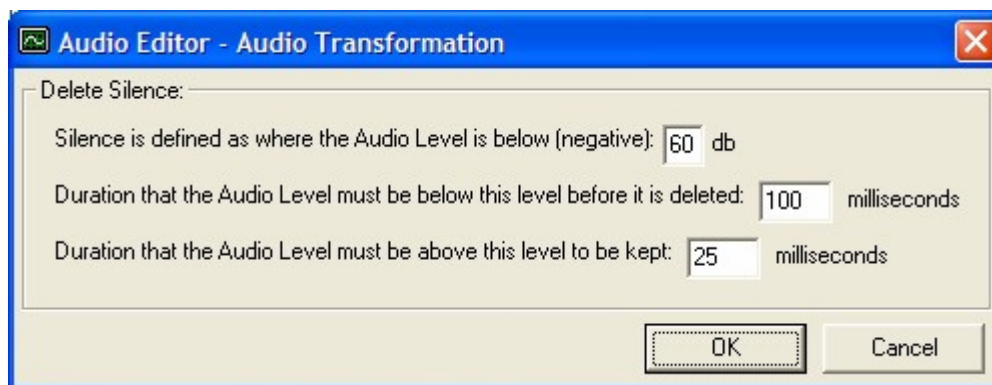 Audio Editor - Audio Transformation
Delete Silence:
Silence is defined as where the Audio Level is below (negative): 60 db
Duration that the Audio Level must be below this level before it is deleted: 100 milliseconds
Duration that the Audio Level must be above this level to be kept: 25 milliseconds
OK Cancel